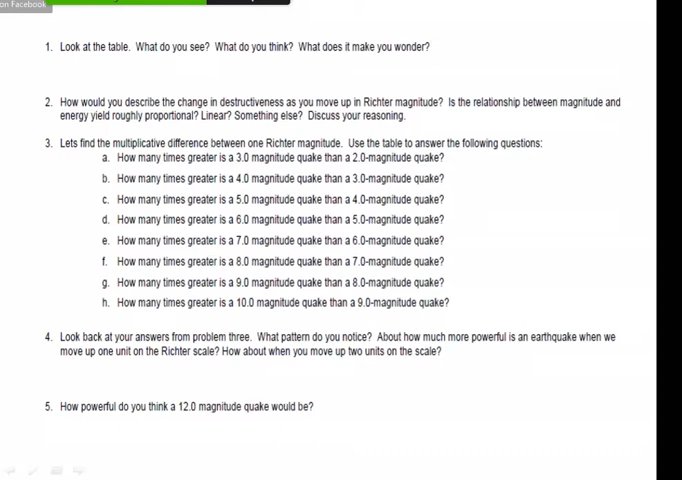 on Facebook
1. Look at the table. What do you see? What do you think? What does it make you wonder?
2. How would you describe the change in destructiveness as you move up in Richter magnitude? Is the relationship between magnitude and
energy yield roughly proportional? Linear? Something else? Discuss your reasoning.
3. Lets find the multiplicative difference between one Richter magnitude. Use the table to answer the following questions:
a. How many times greater is a 3.0 magnitude quake than a 2.0-magnitude quake?
b. How many times greater is a 4.0 magnitude quake than a 3.0-magnitude quake?
c. How many times greater is a 5.0 magnitude quake than a 4.0-magnitude quake?
d. How many times greater is a 6.0 magnitude quake than a 5.0-magnitude quake?
e. How many times greater is a 7.0 magnitude quake than a 6.0-magnitude quake?
f. How many times greater is a 8.0 magnitude quake than a 7.0-magnitude quake?
g. How many times greater is a 9.0 magnitude quake than a 8.0-magnitude quake?
h. How many times greater is a 10.0 magnitude quake than a 9.0-magnitude quake?
4. Look back at your answers from problem three. What pattern do you notice? About how much more powerful is an earthquake when we
move up one unit on the Richter scale? How about when you move up two units on the scale?
5. How powerful do you think a 12.0 magnitude quake would be?